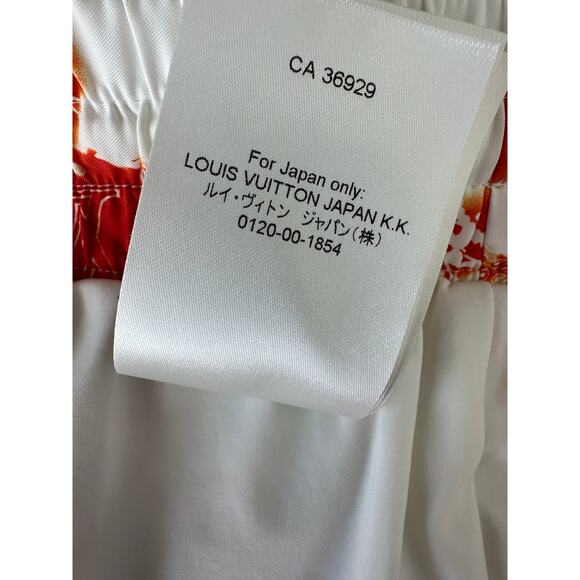 CA 36929
For Japan only:
LOUIS VUITTON JAPAN K.K.
ルイ・ヴィトン ジャパン(株)
0120-00-1854